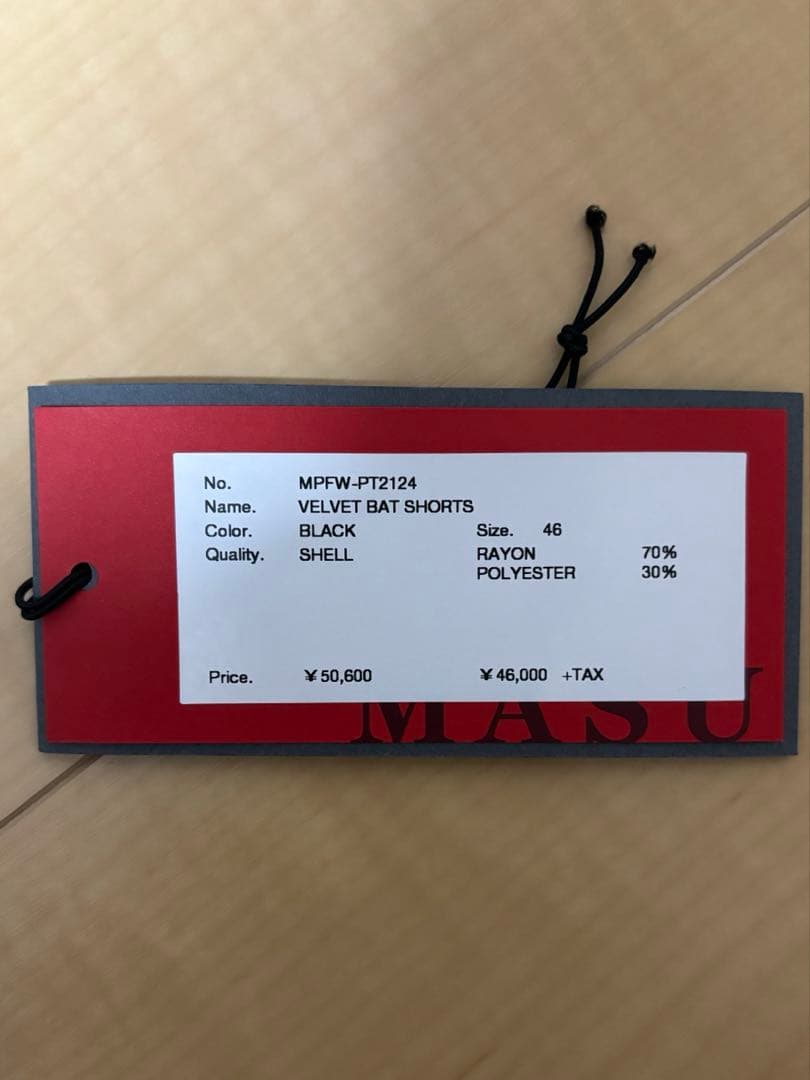 No. MPFW-PT2124
Name. VELVET BAT SHORTS
Color. BLACK Size. 46
Quality. SHELL RAYON 70%
POLYESTER 30%
Price. ¥50,600 ¥46,000 +TAX
MASU